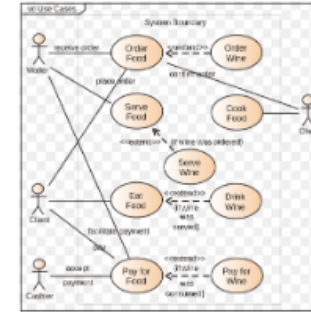 uc Use Cases
System Boundary
receive order
Order
Food
<<extend>>
Order
Wine
Waiter
confirm order
place order
Serve
Food
Cook
Food
Che
<<extend>>
{if wine was ordered}
Serve
Wine
Eat
Food
<<extend>>
{if wine
was
served}
Drink
Wine
Client
facilitate payment
pay
accept
payment
Pay for
Food
<<extend>>
{if wine
was
consumed}
Pay for
Wine
Cashier